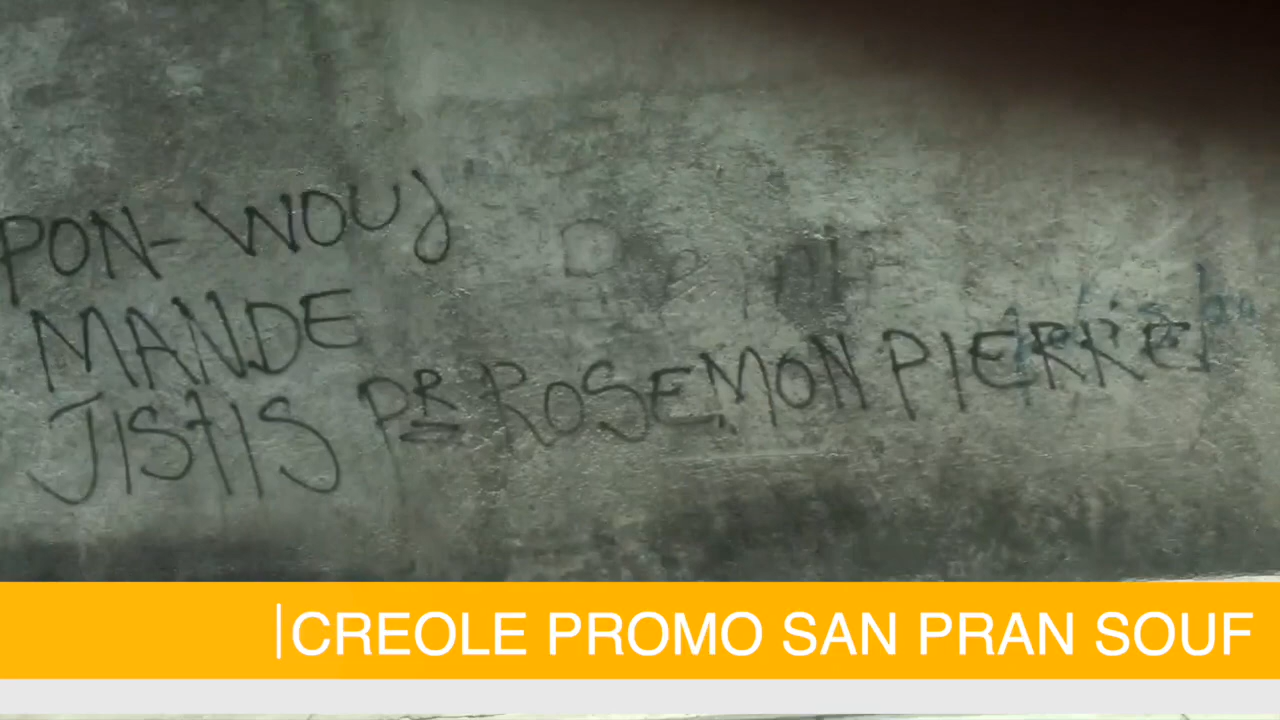 PON-WOUJ
MANDE
JISTIS PR ROSEMON PIERRE
CREOLE PROMO SAN PRAN SOUF